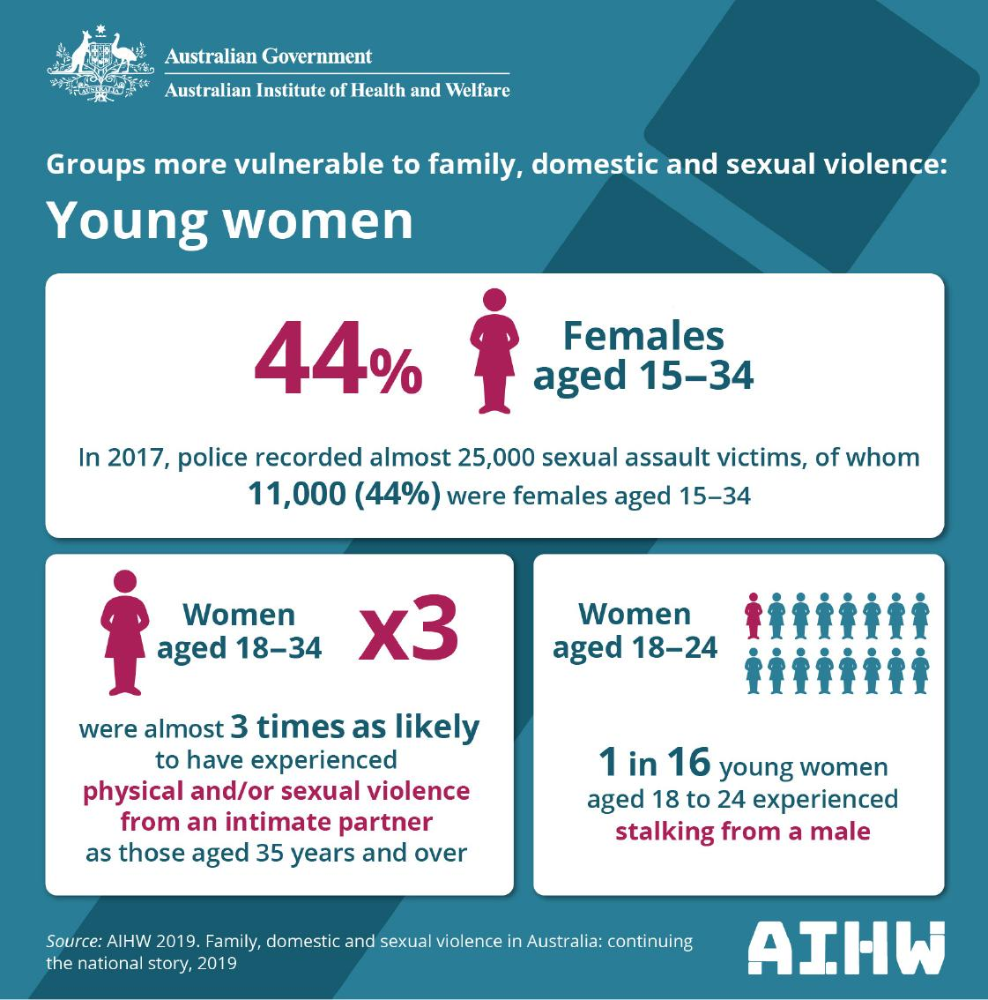 Australian Government
Australian Institute of Health and Welfare
AUSTRALIA
Groups more vulnerable to family, domestic and sexual violence:
Young women
44%
Females
aged 15–34
In 2017, police recorded almost 25,000 sexual assault victims, of whom
11,000 (44%) were females aged 15–34
Women
aged 18–34
x3
were almost 3 times as likely
to have experienced
physical and/or sexual violence
from an intimate partner
as those aged 35 years and over
Women
aged 18–24
1 in 16 young women
aged 18 to 24 experienced
stalking from a male
Source: AIHW 2019. Family, domestic and sexual violence in Australia: continuing
the national story, 2019
AIHW